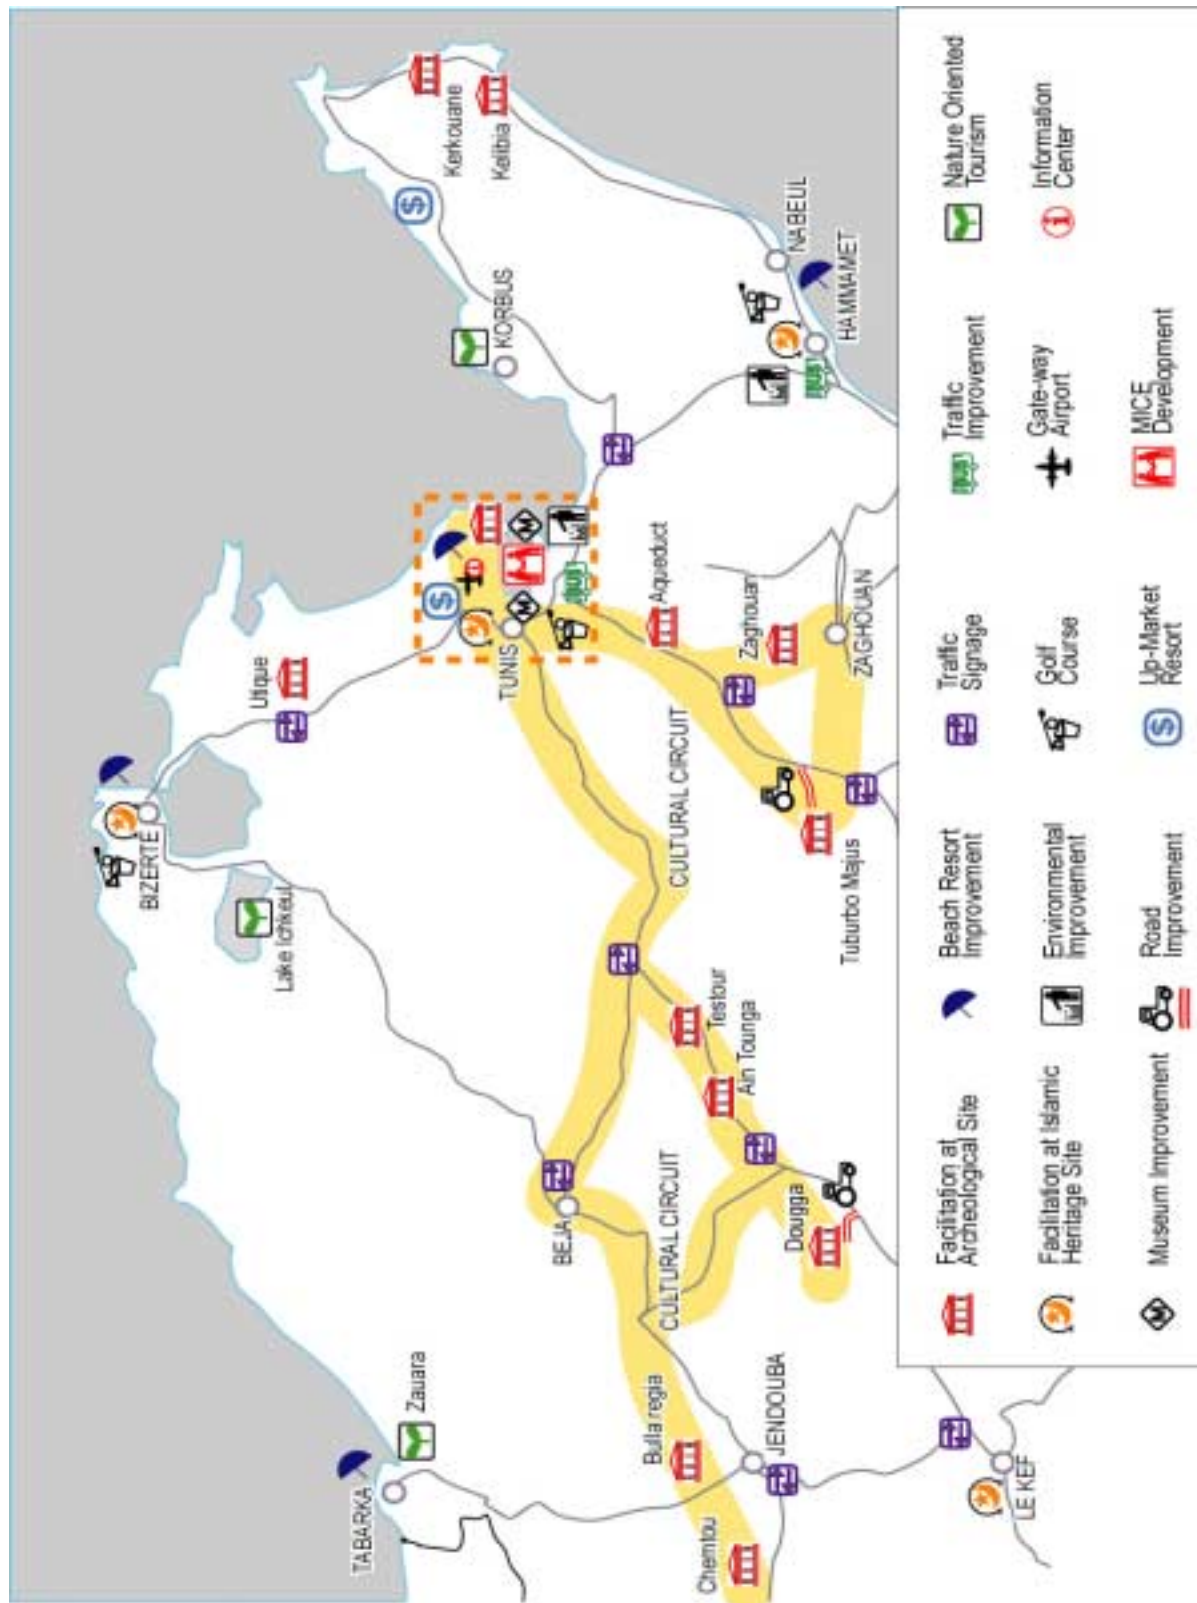 TABARKA
Zauara
BIZERTE
Lake Ichkeul
Utique
Kerkouane
Kelibia
KORBUS
NABEUL
HAMMAMET
TUNIS
Aqueduct
Zaghouan
ZAGHOUAN
CULTURAL CIRCUIT
Tuburbo Majus
BEJA
Testour
Ain Tounga
CULTURAL CIRCUIT
Dougga
Bulla regia
JENDOUBA
Chemtou
LE KEF
Facilitation at
Archeological Site
Beach Resort
Improvement
Traffic
Signage
Traffic
Improvement
Nature Oriented
Tourism
Facilitation at Islamic
Heritage Site
Environmental
Improvement
Golf
Course
Gate-way
Airport
Information
Center
Museum Improvement
Road
Improvement
Up-Market
Resort
MICE
Development